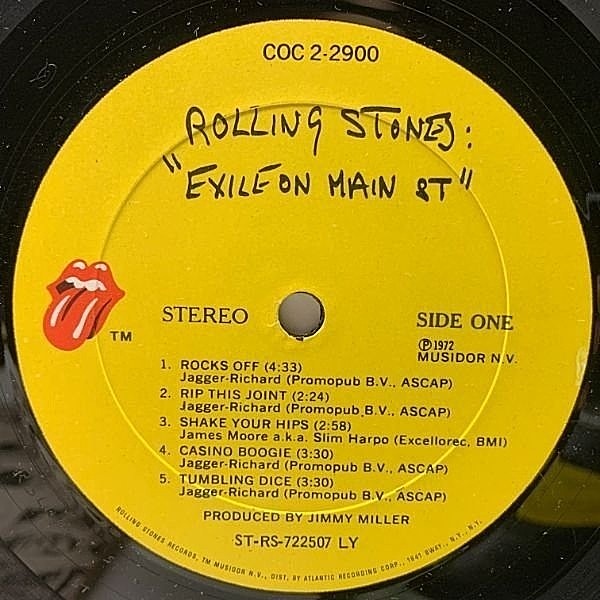 COC 2-2900
ROLLING STONES:
"EXILE ON MAIN ST"
STEREO
SIDE ONE
TM
Ⓟ1972
MUSIDOR N.V.
1. ROCKS OFF (4:33)
Jagger-Richard (Promopub B.V., ASCAP)
2. RIP THIS JOINT (2:24)
Jagger-Richard (Promopub B.V., ASCAP)
3. SHAKE YOUR HIPS (2:58)
James Moore a.k.a. Slim Harpo (Excellorec, BMI)
4. CASINO BOOGIE (3:30)
Jagger-Richard (Promopub B.V., ASCAP)
5. TUMBLING DICE (3:30)
Jagger-Richard (Promopub B.V., ASCAP)
PRODUCED BY JIMMY MILLER
ST-RS-722507 LY
ROLLING STONES RECORDS, TM MUSIDOR N.V., DIST. BY ATLANTIC RECORDING CORP., 1841 BWAY., N.Y., N.Y.